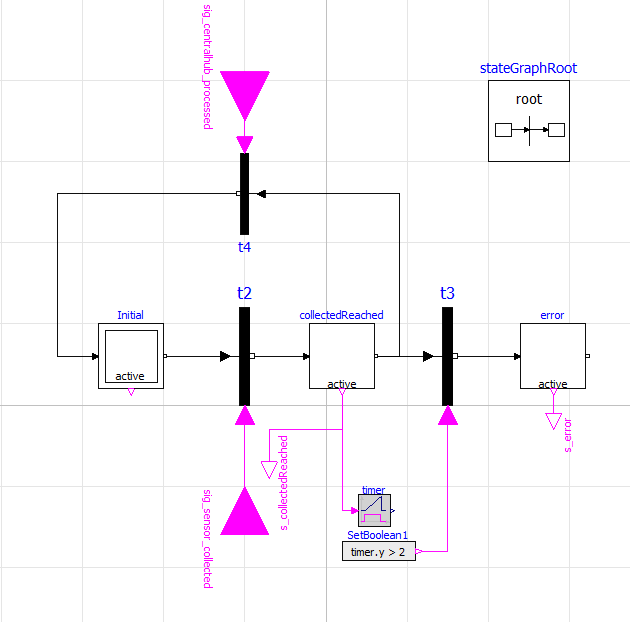 sig_centralhub_processed
stateGraphRoot
root
t4
Initial
active
t2
collectedReached
active
t3
error
active
s_error
s_collectedReached
sig_sensor_collected
timer
SetBoolean1
timer.y > 2